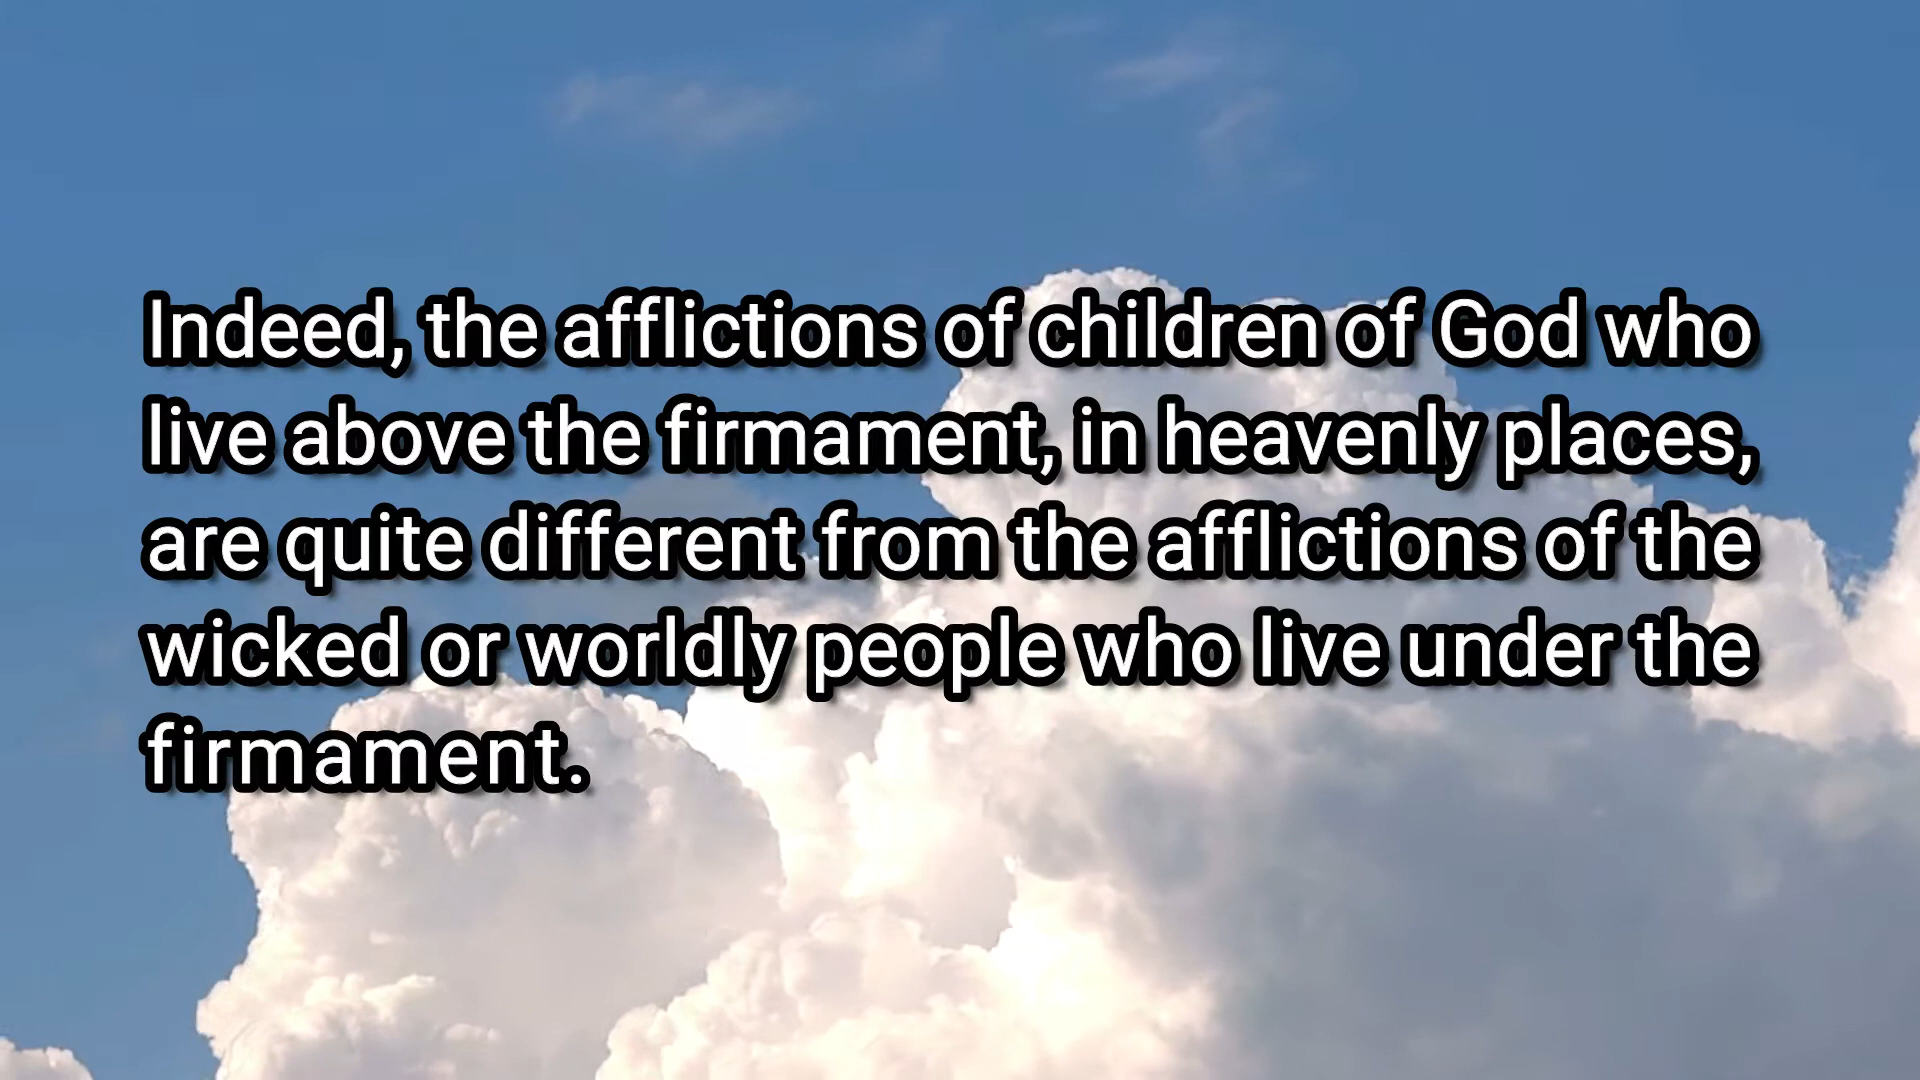 Indeed, the afflictions of children of God who
live above the firmament, in heavenly places,
are quite different from the afflictions of the
wicked or worldly people who live under the
firmament.